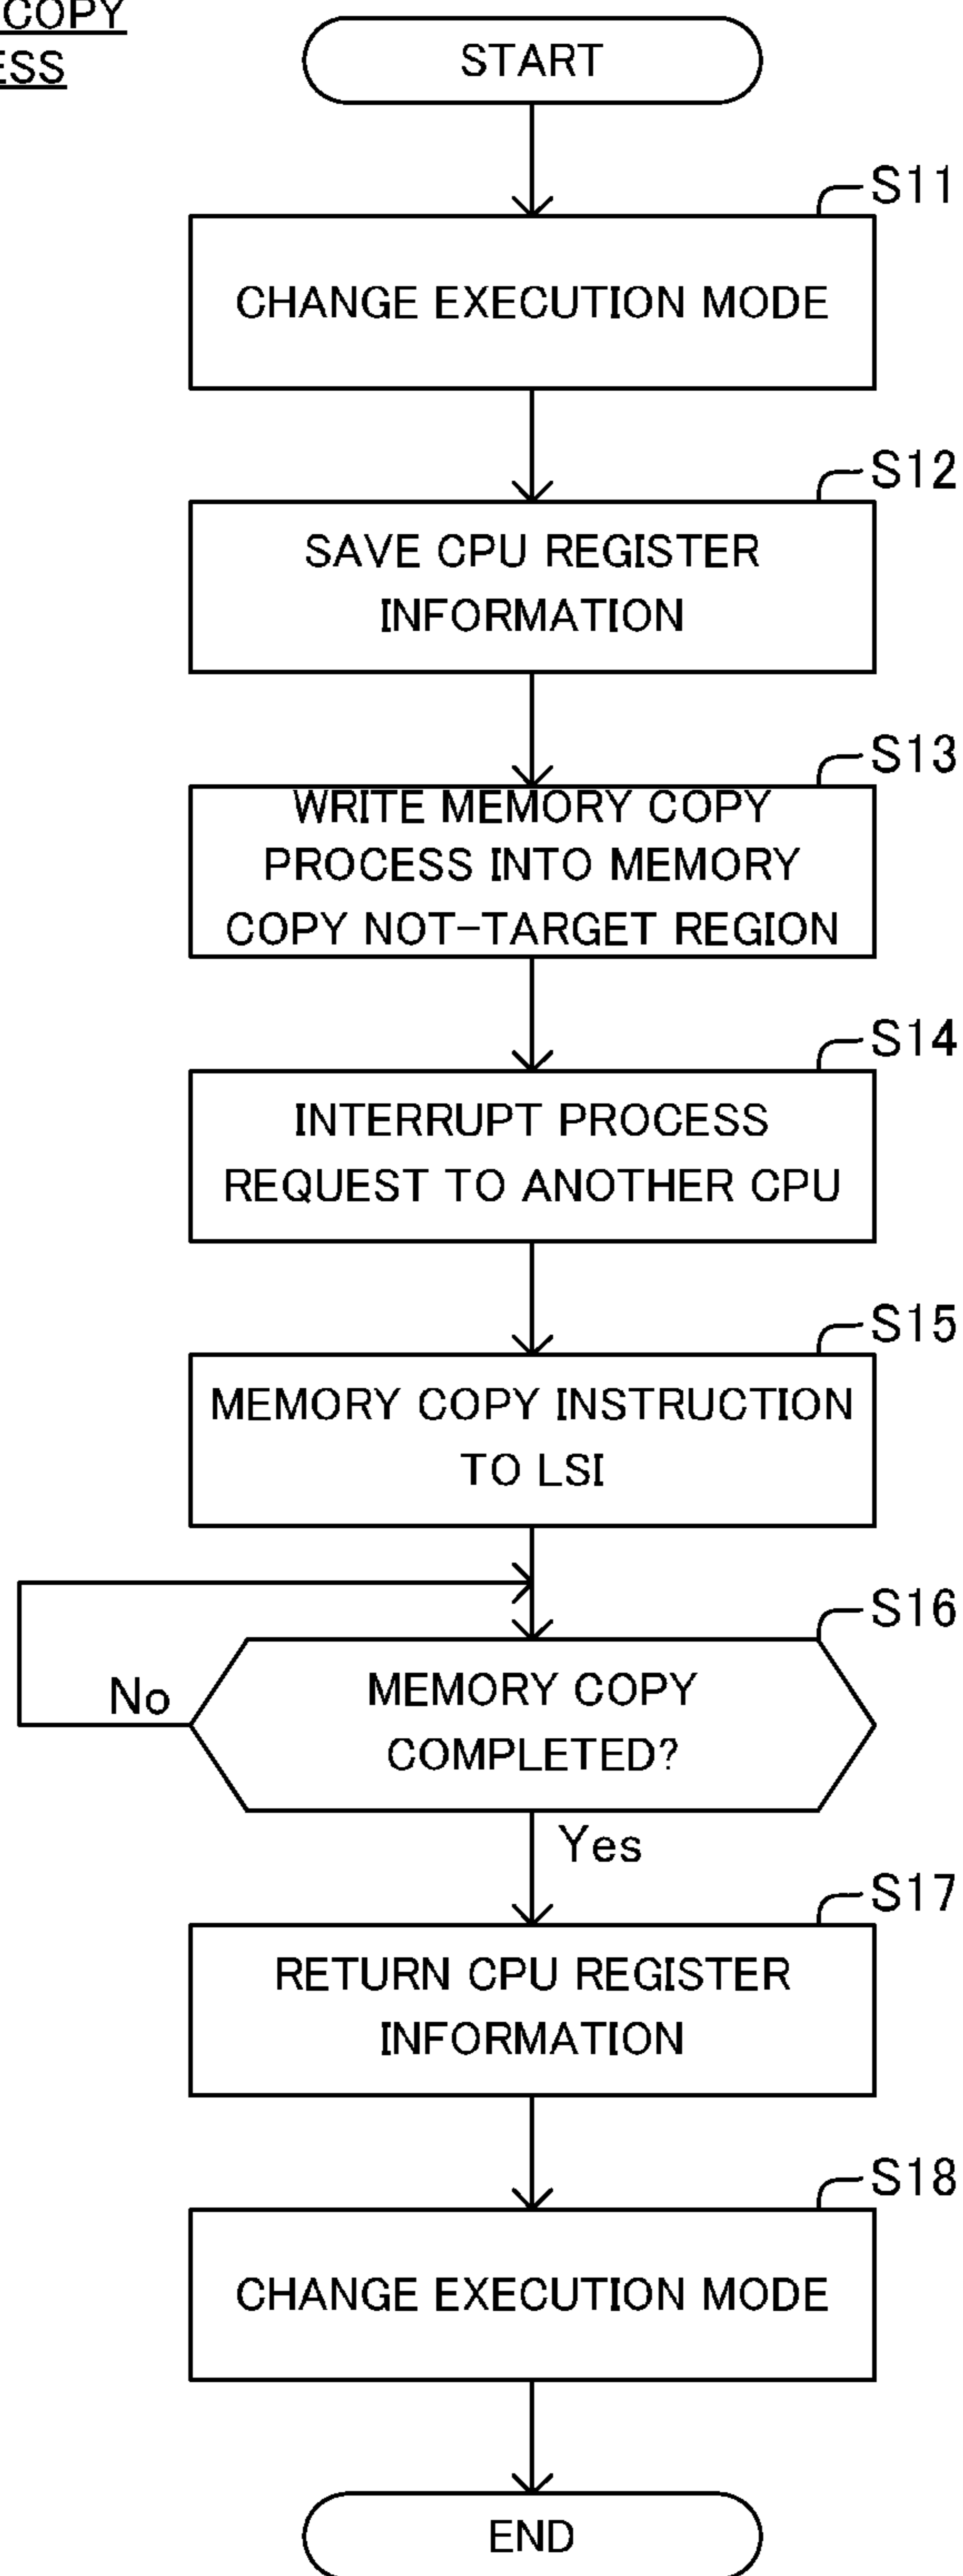 COPY
ESS
START
S11
CHANGE EXECUTION MODE
S12
SAVE CPU REGISTER
INFORMATION
S13
WRITE MEMORY COPY
PROCESS INTO MEMORY
COPY NOT-TARGET REGION
S14
INTERRUPT PROCESS
REQUEST TO ANOTHER CPU
S15
MEMORY COPY INSTRUCTION
TO LSI
S16
MEMORY COPY
COMPLETED?
No
Yes
S17
RETURN CPU REGISTER
INFORMATION
S18
CHANGE EXECUTION MODE
END